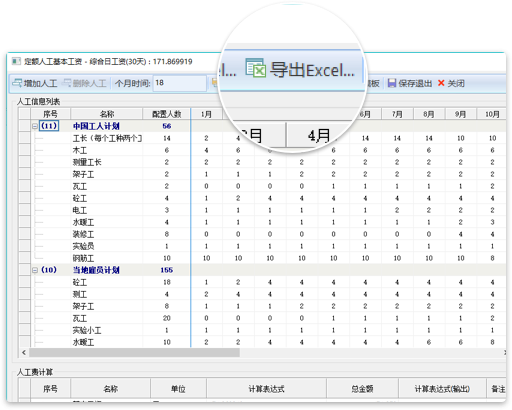 定额人工基本工资 - 综合日工资(30天) : 171.869919
增加人工 删除人工 个月时间: 18 导出Excel... 保存退出 关闭
3月 4月
人工信息列表
序号 名称 配置人数 1月 6月 7月 8月 9月 10月
(11) 中国工人计划 56
工长（每个工种两个工 14 2 4 14 14 14 10 10
木工 6 4 6 6 6 6 6 6
测量工长 2 2 2 2 2 2 2 2 2 2 2
架子工 2 1 1 1 2 2 2 2 2 2 2
瓦工 2 0 0 0 0 1 1 1 1 1 2
砼工 4 1 2 4 4 4 4 4 4 4 4
电工 3 1 1 1 1 1 1 2 2 2 2
水暖工 4 1 1 1 1 1 1 1 1 2 3
装修工 8 0 0 0 0 0 0 0 0 4 4
实验员 1 1 1 1 1 1 1 1 1 1 1
钢筋工 10 10 10 10 10 10 10 10 10 10 8
(10) 当地雇员计划 155
砼工 18 1 2 4 4 4 4 4 4 4 4
测工 4 2 4 4 4 4 4 4 4 4 4
架子工 8 1 1 1 2 2 2 2 2 2 2
瓦工 20 0 0 0 0 1 1 1 1 1 2
实验小工 1 1 1 1 1 1 1 1 1 1 1
水暖工 10 2 2 4 4 4 4 4 6 6 8
人工费计算
序号 名称 单位 计算表达式 总金额 计算表达式(输出) 备注